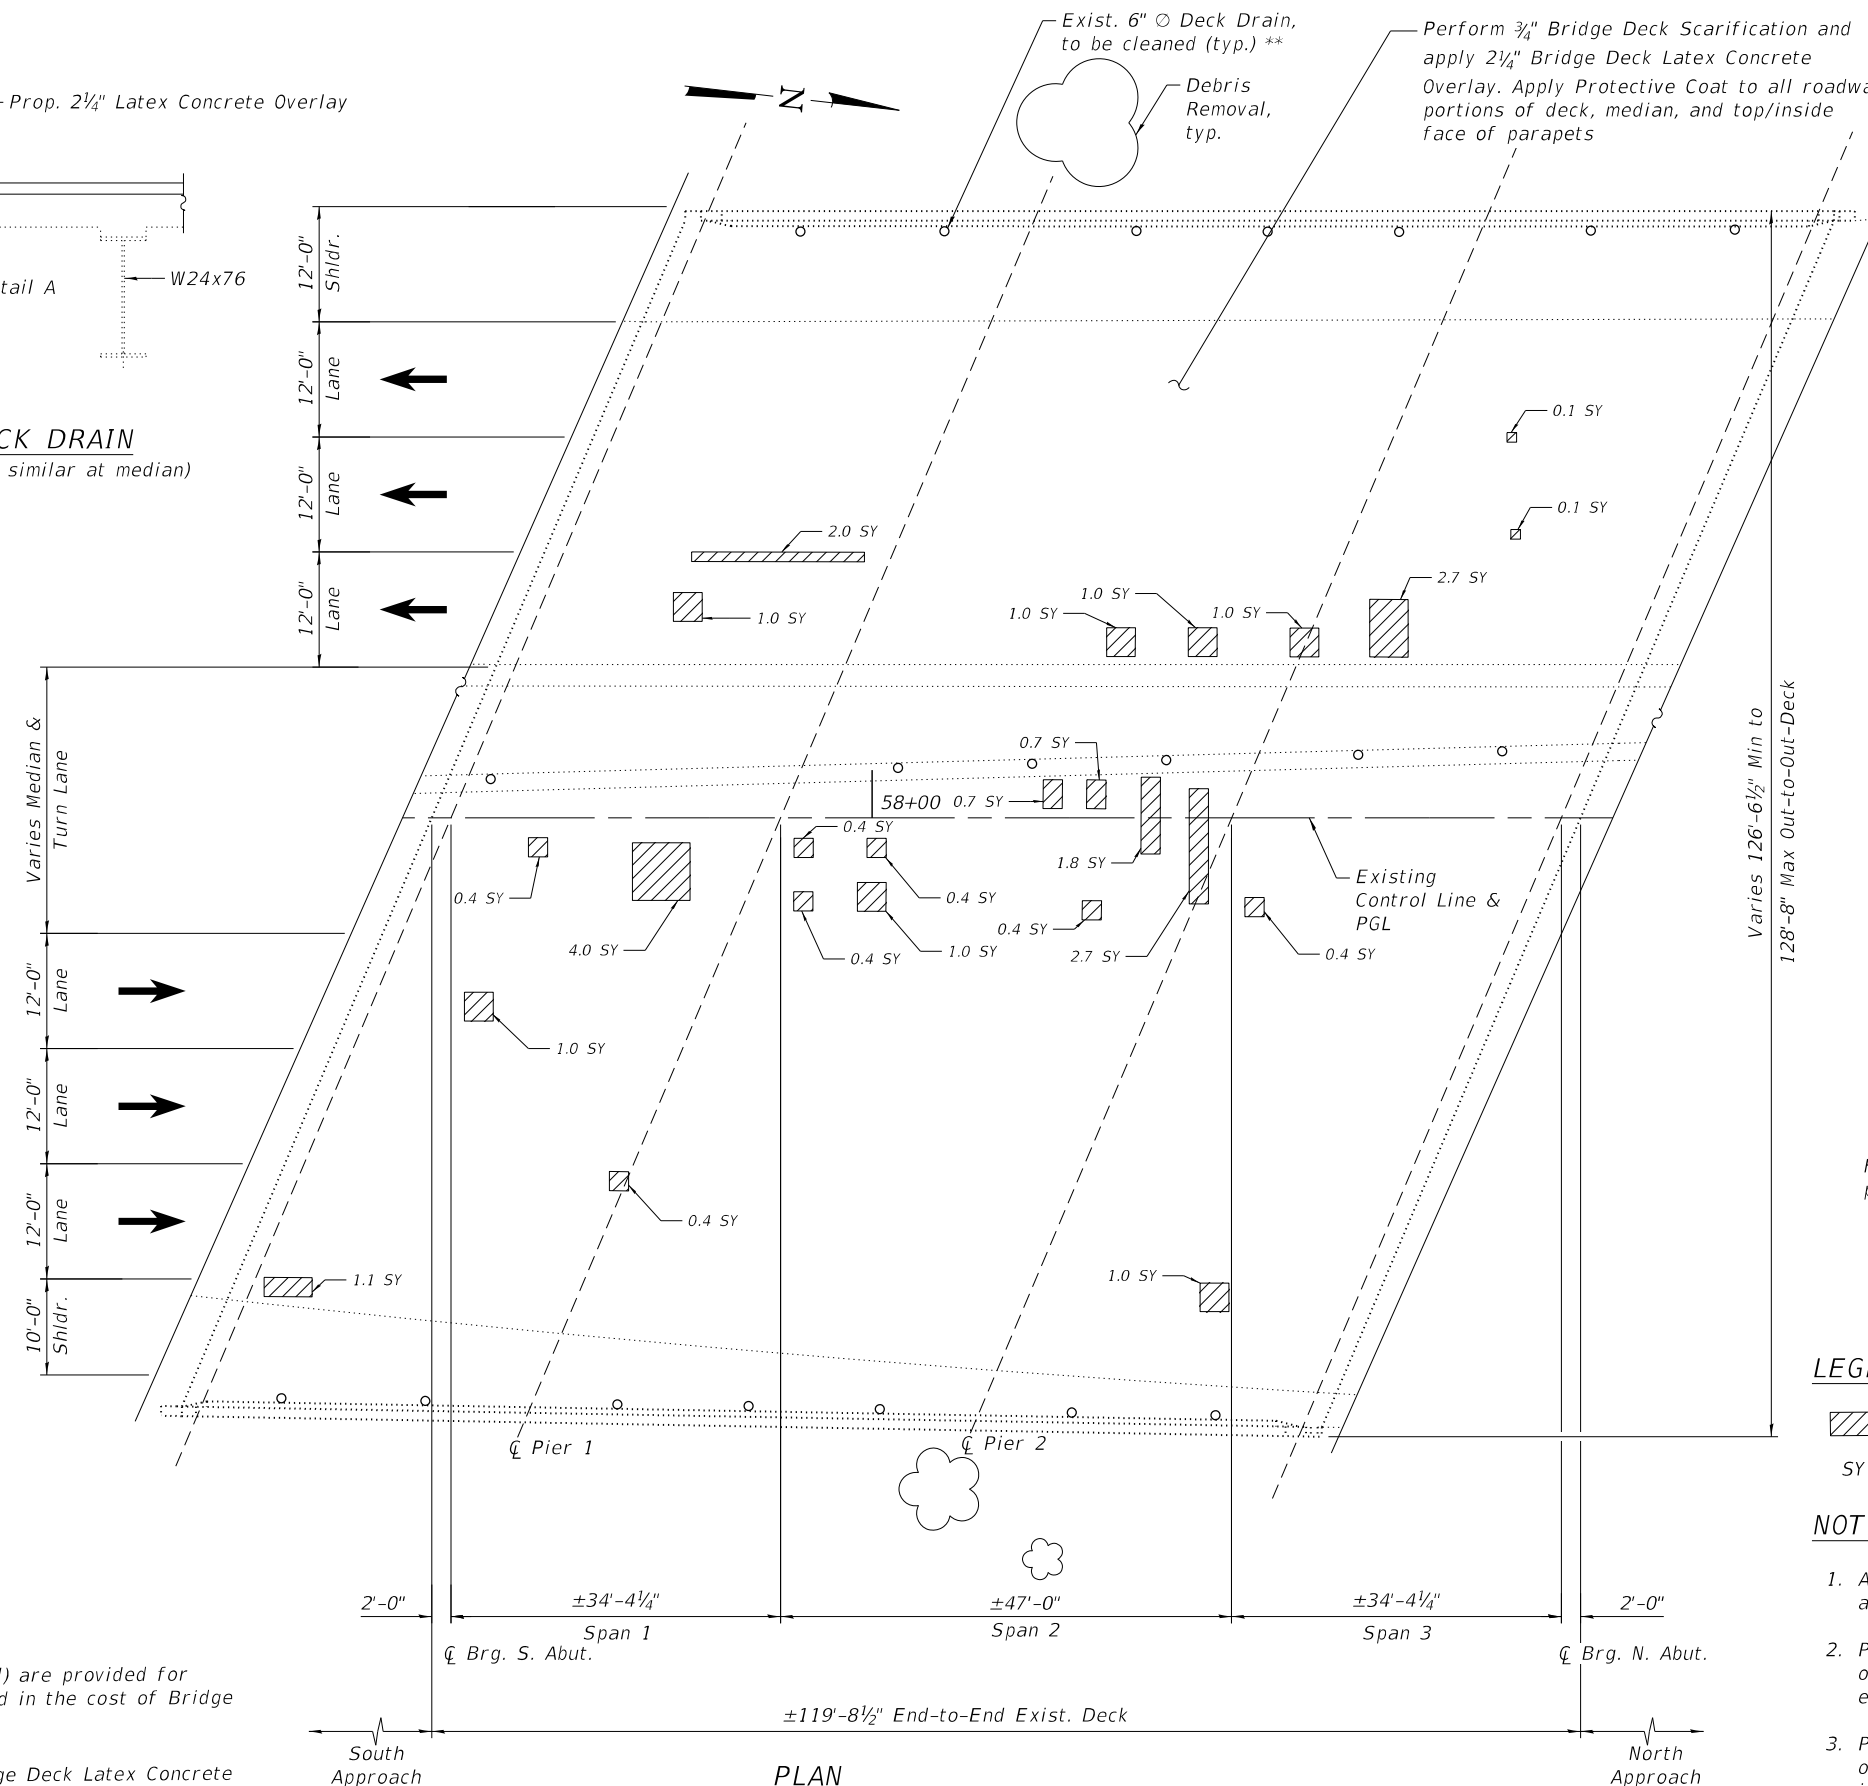 Exist. 6" ∅ Deck Drain,
to be cleaned (typ.) **
Perform ¾" Bridge Deck Scarification and
apply 2¼" Bridge Deck Latex Concrete
Overlay. Apply Protective Coat to all
portions of deck, median, and top/inside
face of parapets
Debris
Removal,
typ.
N
Prop. 2¼" Latex Concrete Overlay
W24x76
A
DRAIN
similar at median)
12'-0"
Shldr.
12'-0"
Lane
12'-0"
Lane
12'-0"
Lane
0.1 SY
0.1 SY
2.0 SY
1.0 SY
1.0 SY
1.0 SY
1.0 SY
2.7 SY
Varies Median &
Turn Lane
0.7 SY
58+00
0.7 SY
0.4 SY
0.4 SY
4.0 SY
0.4 SY
1.0 SY
0.4 SY
1.8 SY
0.4 SY
2.7 SY
0.4 SY
Existing
Control Line &
PGL
Varies 126'-6½" Min to
128'-8" Max Out-to-Out-Deck
12'-0"
Lane
12'-0"
Lane
12'-0"
Lane
10'-0"
Shldr.
1.0 SY
0.4 SY
1.1 SY
1.0 SY
℄ Pier 1
℄ Pier 2
SY
1.
2.
3.
2'-0"
±34'-4¼"
Span 1
±47'-0"
Span 2
±34'-4¼"
Span 3
2'-0"
℄ Brg. S. Abut.
℄ Brg. N. Abut.
are provided for
in the cost of Bridge
±119'-8½" End-to-End Exist. Deck
South
Approach
North
Approach
Deck Latex Concrete
PLAN